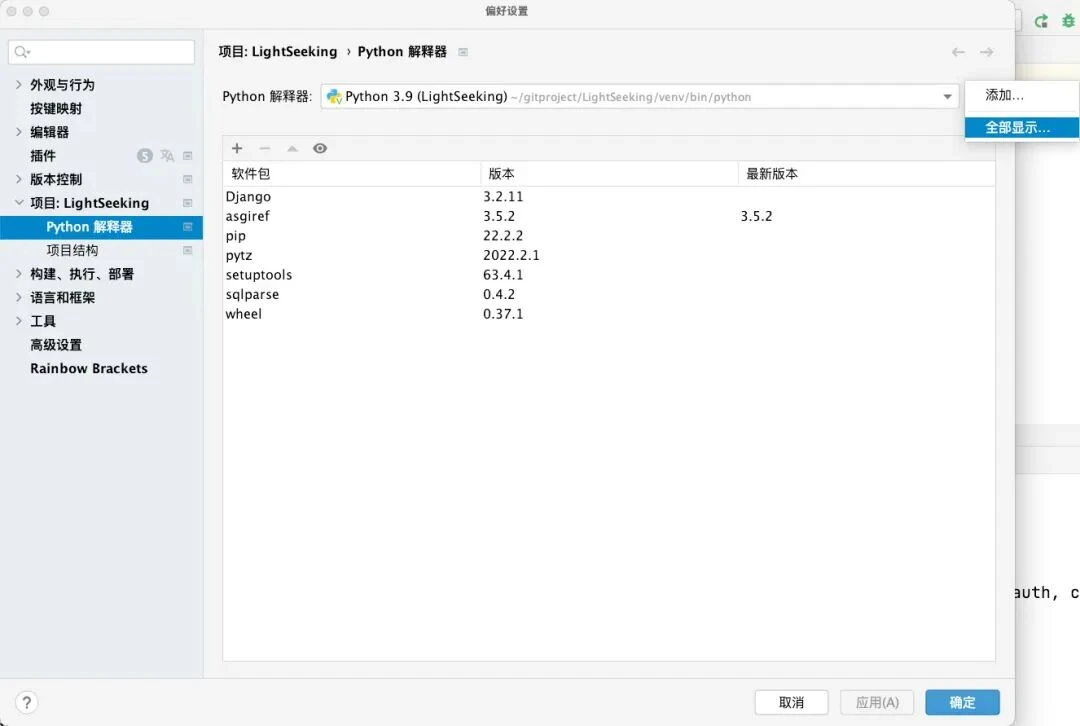 偏好设置
项目: LightSeeking › Python 解释器
外观与行为
按键映射
编辑器
插件
版本控制
项目: LightSeeking
Python 解释器
项目结构
构建、执行、部署
语言和框架
工具
高级设置
Rainbow Brackets
Python 解释器: Python 3.9 (LightSeeking) ~/gitproject/LightSeeking/venv/bin/python
添加...
全部显示...
软件包 版本 最新版本
Django 3.2.11
asgiref 3.5.2 3.5.2
pip 22.2.2
pytz 2022.2.1
setuptools 63.4.1
sqlparse 0.4.2
wheel 0.37.1
auth, c
? 取消 应用(A) 确定